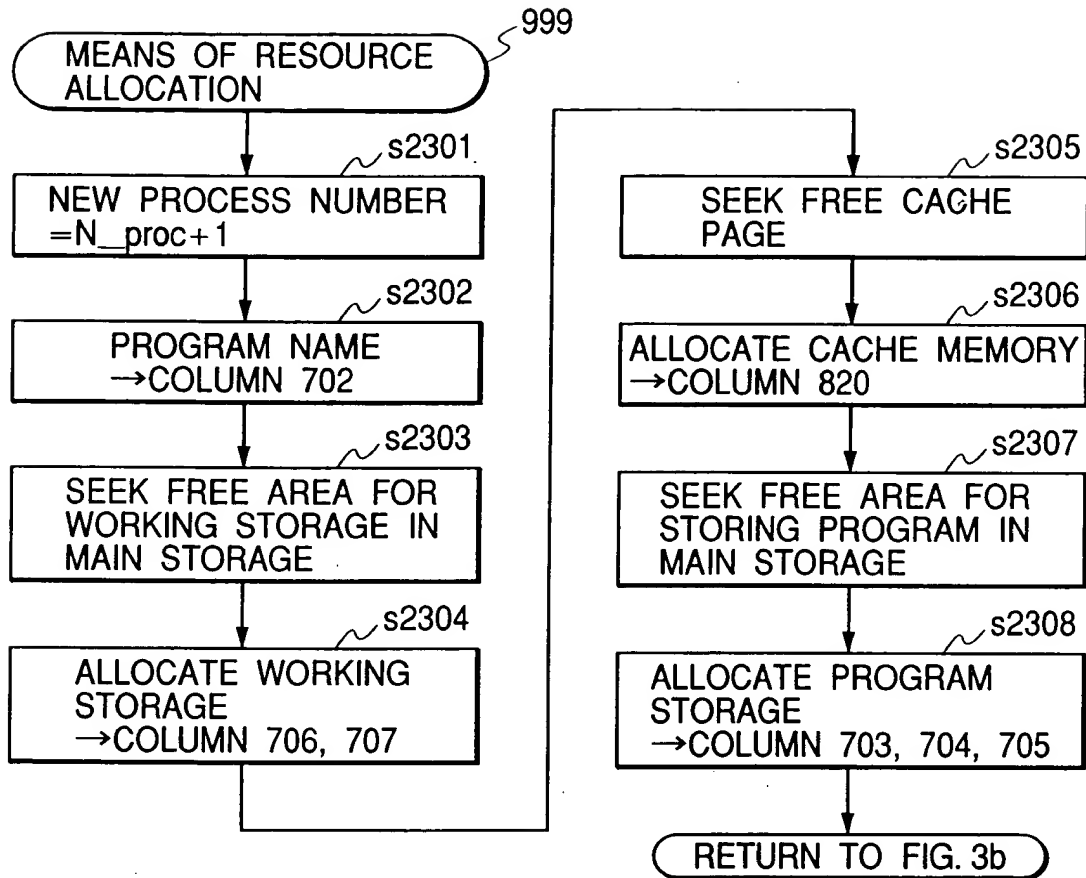 999
MEANS OF RESOURCE
ALLOCATION
s2301
NEW PROCESS NUMBER
=N_proc+1
s2302
PROGRAM NAME
→COLUMN 702
s2303
SEEK FREE AREA FOR
WORKING STORAGE IN
MAIN STORAGE
s2304
ALLOCATE WORKING
STORAGE
→COLUMN 706, 707
s2305
SEEK FREE CACHE
PAGE
s2306
ALLOCATE CACHE MEMORY
→COLUMN 820
s2307
SEEK FREE AREA FOR
STORING PROGRAM IN
MAIN STORAGE
s2308
ALLOCATE PROGRAM
STORAGE
→COLUMN 703, 704, 705
RETURN TO FIG. 3b